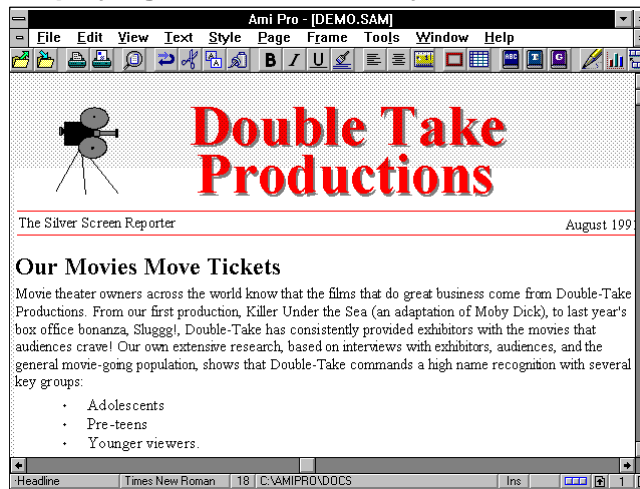 Ami Pro - [DEMO.SAM]
File Edit View Text Style Page Frame Tools Window Help
B I U ABC T G
Double Take
Productions
The Silver Screen Reporter August 199
Our Movies Move Tickets
Movie theater owners across the world know that the films that do great business come from Double-Take
Productions. From our first production, Killer Under the Sea (an adaptation of Moby Dick), to last year's
box office bonanza, Sluggg!, Double-Take has consistently provided exhibitors with the movies that
audiences crave! Our own extensive research, based on interviews with exhibitors, audiences, and the
general movie-going population, shows that Double-Take commands a high name recognition with several
key groups:
· Adolescents
· Pre-teens
· Younger viewers.
·Headline Times New Roman 18 C:\AMIPRO\DOCS Ins 1